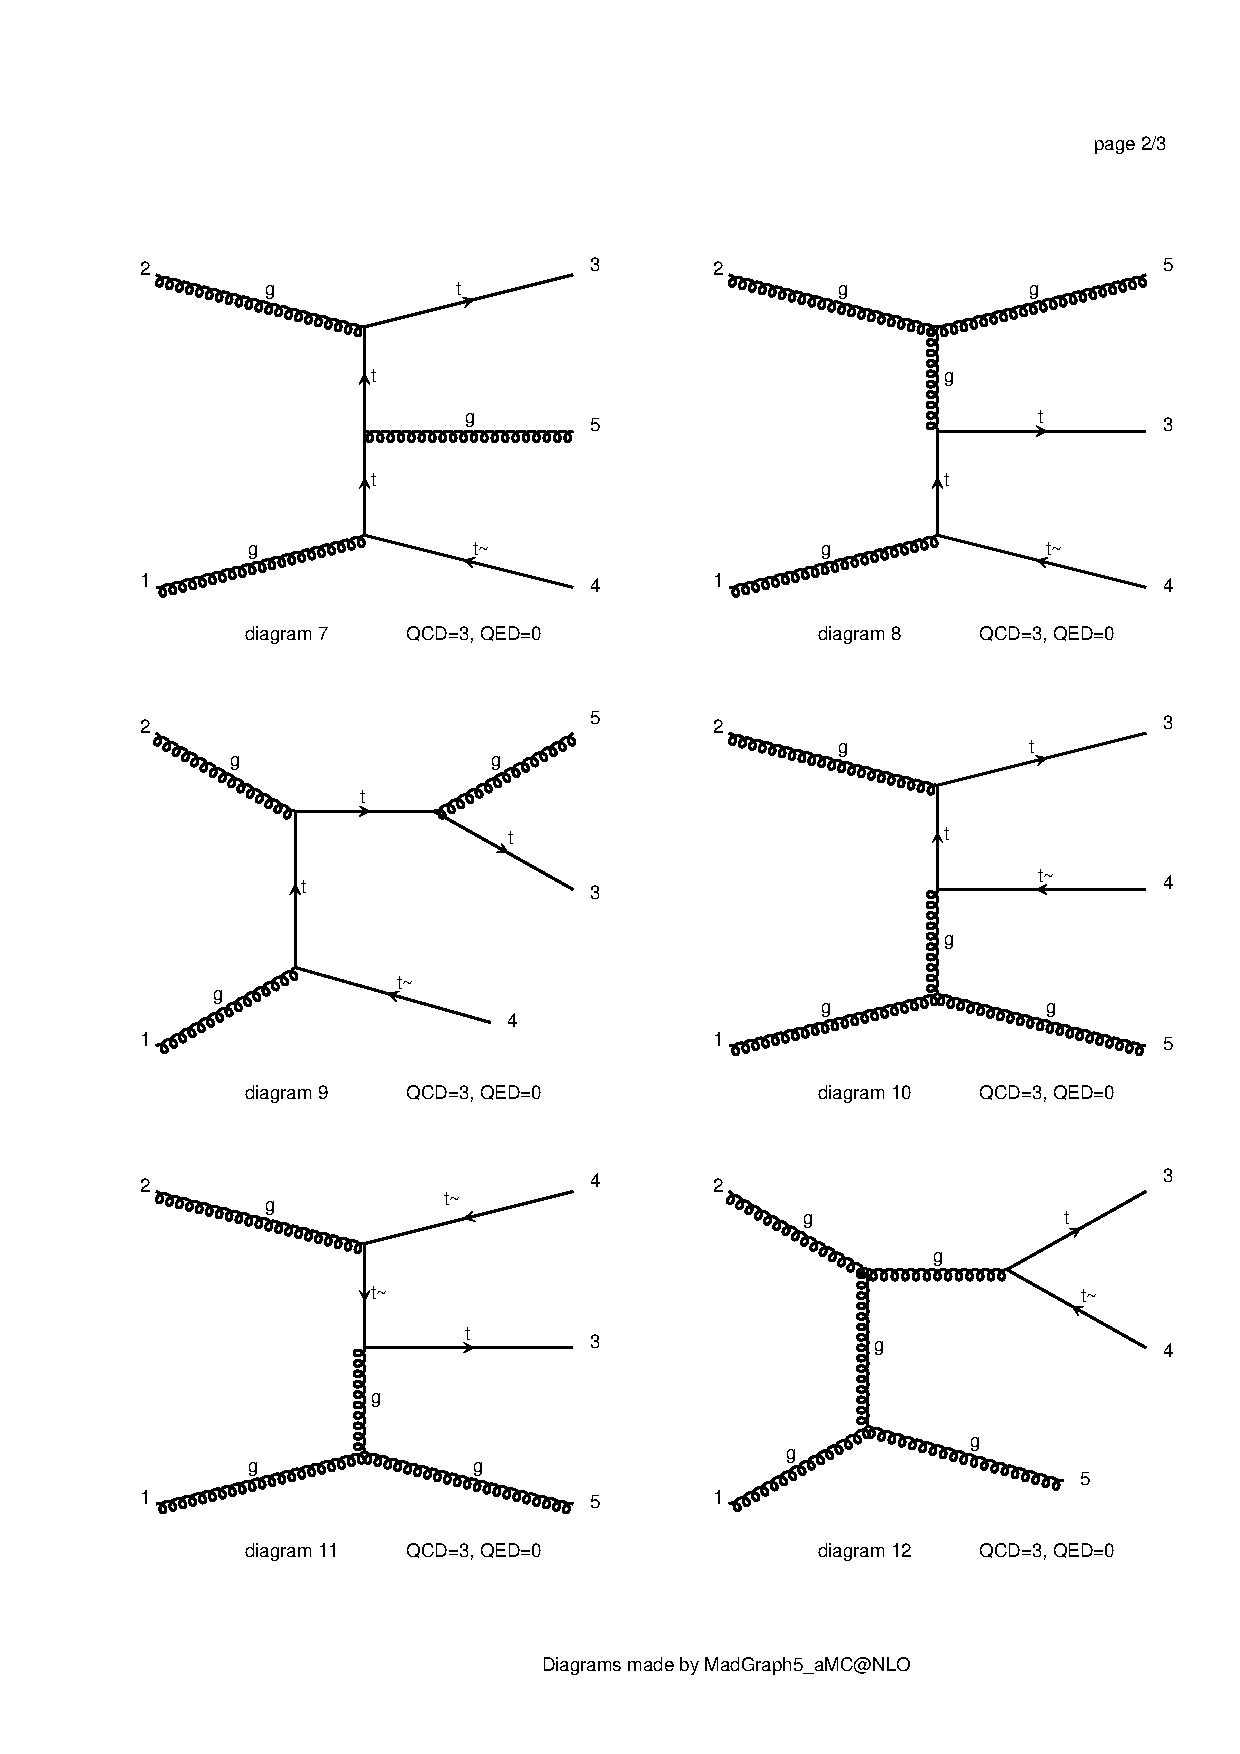 page 2/3
2 g t 3
t
g 5
t
g t~
1 4
diagram 7 QCD=3, QED=0
2 g g 5
g
t 3
t
g t~
1 4
diagram 8 QCD=3, QED=0
2 g g 5
t t
t 3
g t~
1 4
diagram 9 QCD=3, QED=0
2 g t 3
t
t~ 4
g
g g
1 5
diagram 10 QCD=3, QED=0
2 g t~ 4
t~
t 3
g
g g
1 5
diagram 11 QCD=3, QED=0
2 g t 3
g t~
g 4
g g
1 5
diagram 12 QCD=3, QED=0
Diagrams made by MadGraph5_aMC@NLO